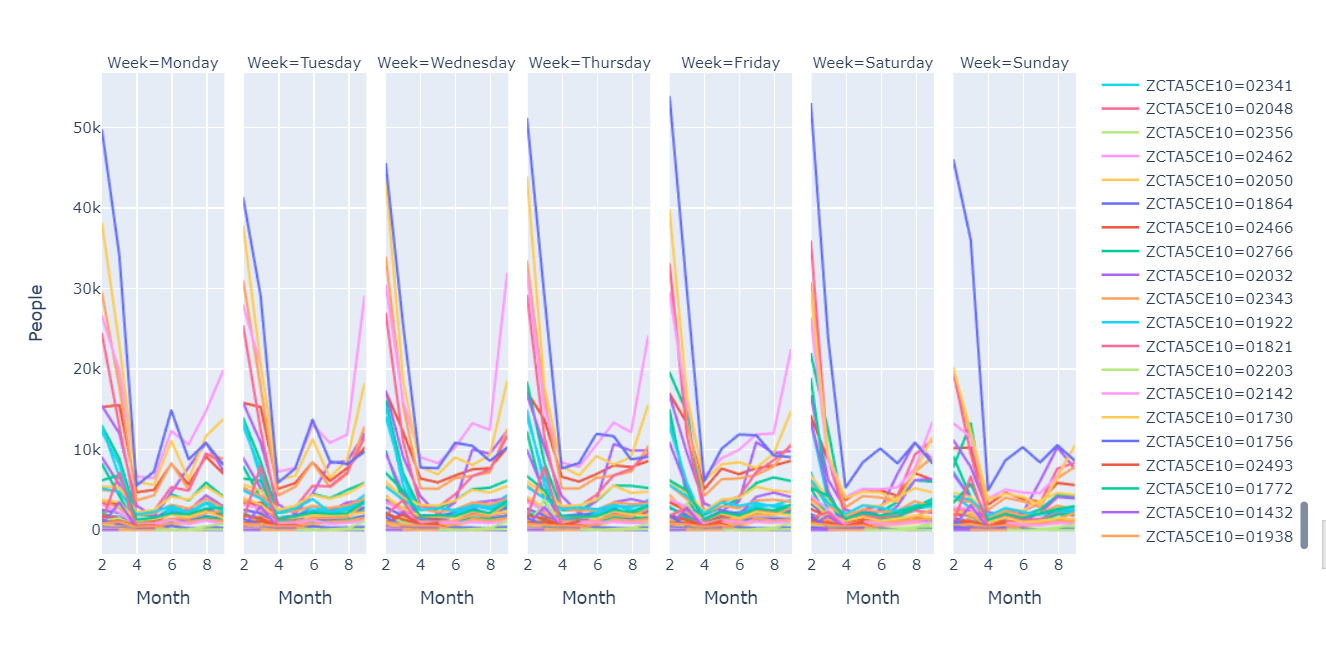 Week=Monday Week=Tuesday Week=Wednesday Week=Thursday Week=Friday Week=Saturday Week=Sunday
50k
40k
30k
20k
10k
0
People
2 4 6 8 2 4 6 8 2 4 6 8 2 4 6 8 2 4 6 8 2 4 6 8 2 4 6 8
Month Month Month Month Month Month Month
ZCTA5CE10=02341
ZCTA5CE10=02048
ZCTA5CE10=02356
ZCTA5CE10=02462
ZCTA5CE10=02050
ZCTA5CE10=01864
ZCTA5CE10=02466
ZCTA5CE10=02766
ZCTA5CE10=02032
ZCTA5CE10=02343
ZCTA5CE10=01922
ZCTA5CE10=01821
ZCTA5CE10=02203
ZCTA5CE10=02142
ZCTA5CE10=01730
ZCTA5CE10=01756
ZCTA5CE10=02493
ZCTA5CE10=01772
ZCTA5CE10=01432
ZCTA5CE10=01938